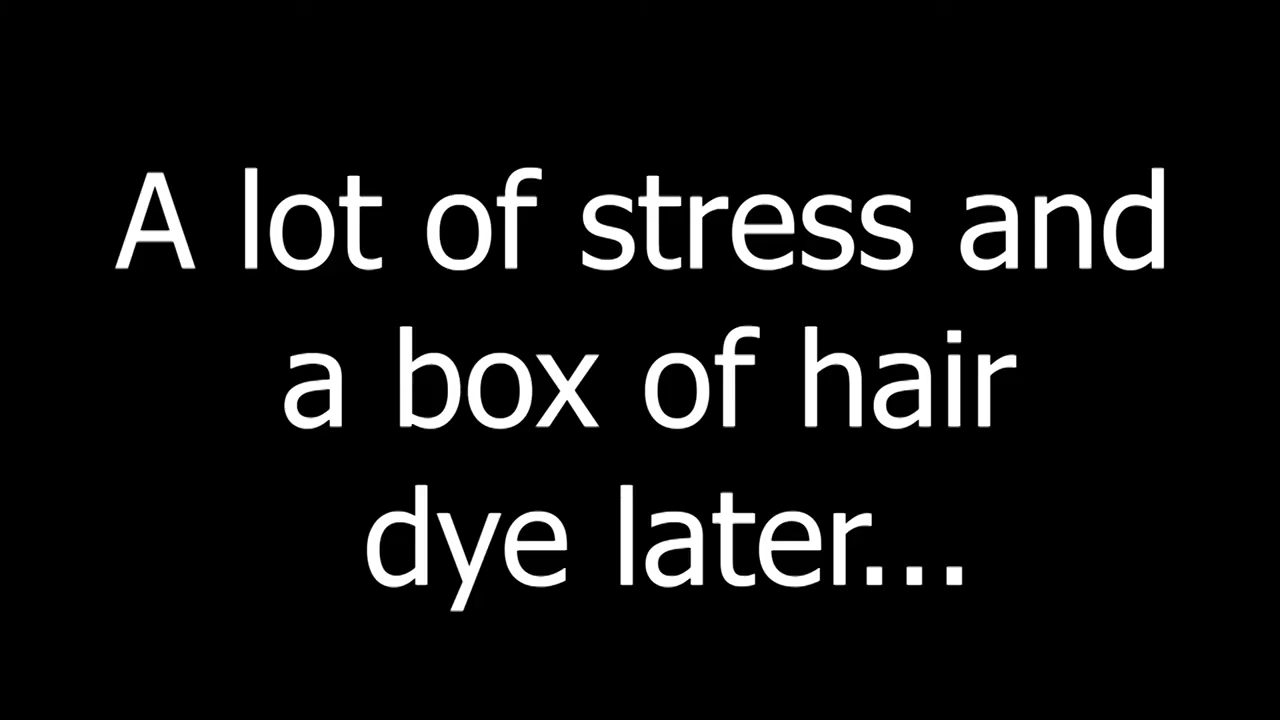 A lot of stress and
a box of hair
dye later...